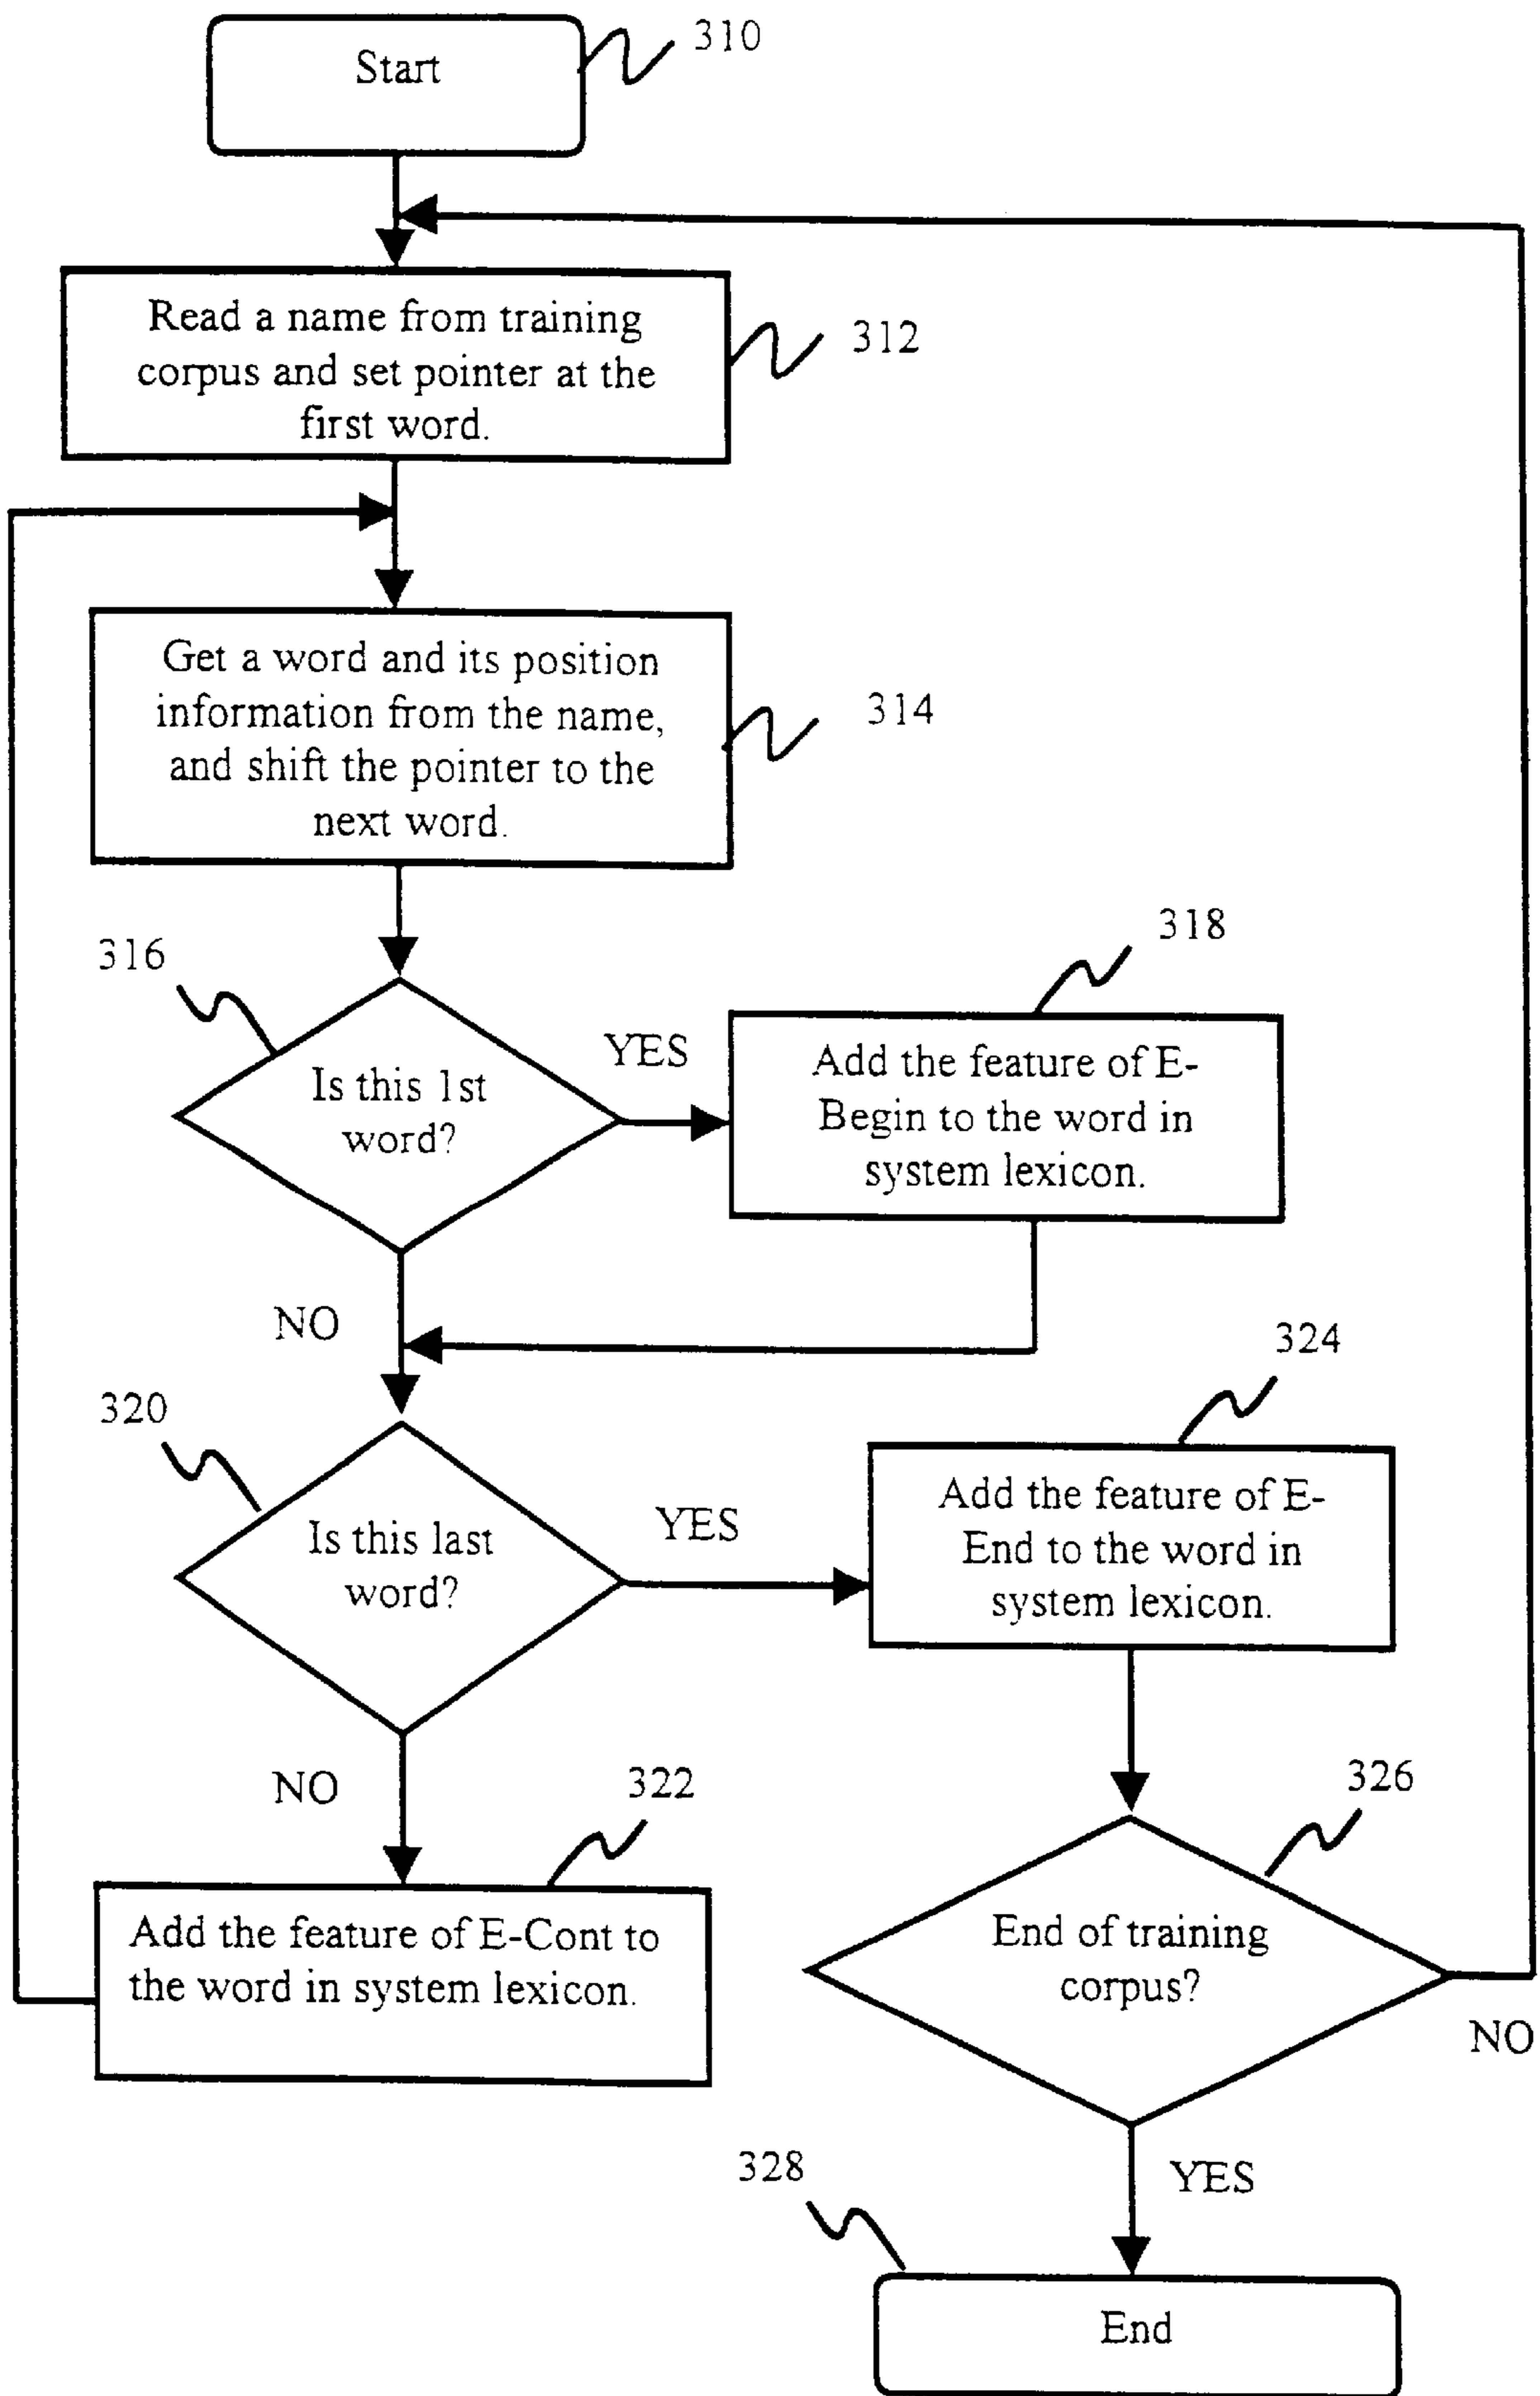 Start
310
Read a name from training
corpus and set pointer at the
first word.
312
Get a word and its position
information from the name,
and shift the pointer to the
next word.
314
316
Is this 1st
word?
YES
318
Add the feature of E-
Begin to the word in
system lexicon.
NO
320
Is this last
word?
YES
324
Add the feature of E-
End to the word in
system lexicon.
NO
322
Add the feature of E-Cont to
the word in system lexicon.
326
End of training
corpus?
NO
YES
328
End